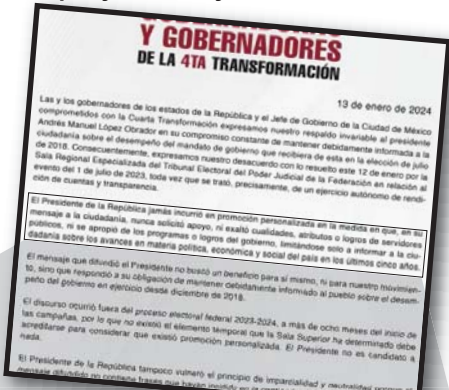 Y GOBERNADORES
DE LA 4TA TRANSFORMACIÓN
13 de enero de 2024
Las y los gobernadores de los estados de la República y el Jefe de Gobierno de la Ciudad de México
comprometidos con la Cuarta Transformación expresamos nuestro respaldo invariable al presidente
Andrés Manuel López Obrador en su compromiso constante de mantener debidamente informada a la
ciudadanía sobre el desempeño del mandato de gobierno que recibiera de esta en la elección de julio
de 2018. Consecuentemente, expresamos nuestro desacuerdo con lo resuelto este 12 de enero por la
Sala Regional Especializada del Tribunal Electoral del Poder Judicial de la Federación en relación al
evento del 1 de julio de 2023, toda vez que se trató, precisamente, de un ejercicio autónomo de rendi-
ción de cuentas y transparencia.
El Presidente de la República jamás incurrió en promoción personalizada en la medida en que, en su
mensaje a la ciudadanía, nunca solicitó apoyo, ni exaltó cualidades, atributos o logros de servidores
públicos, ni se apropió de los programas o logros del gobierno, limitándose solo a informar a la ciu-
dadanía sobre los avances en materia política, económica y social del país en los últimos cinco años.
El mensaje que difundió el Presidente no buscó un beneficio para sí mismo, ni para nuestro movimien-
to, sino que respondió a su obligación de mantener debidamente informado al pueblo sobre el desem-
peño del gobierno en ejercicio desde diciembre de 2018.
El discurso ocurrió fuera del proceso electoral federal 2023-2024, a más de ocho meses del inicio de
las campañas, por lo que no existió el elemento temporal que la Sala Superior ha determinado debe
acreditarse para considerar que existió promoción personalizada. El Presidente no es candidato a
nada.
El Presidente de la República tampoco vulneró el principio de imparcialidad y neutralidad
mensaje difundido no contiene frases que hayan